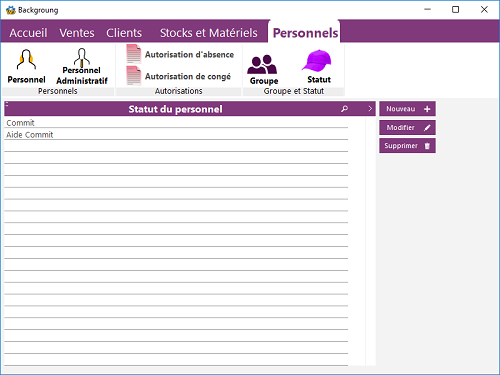 Backgroung
Accueil Ventes Clients Stocks et Matériels Personnels
Personnel
Personnel Administratif
Personnels
Autorisation d'absence
Autorisation de congé
Autorisations
Groupe
Statut
Groupe et Statut
Statut du personnel
Commit
Aide Commit
Nouveau
Modifier
Supprimer